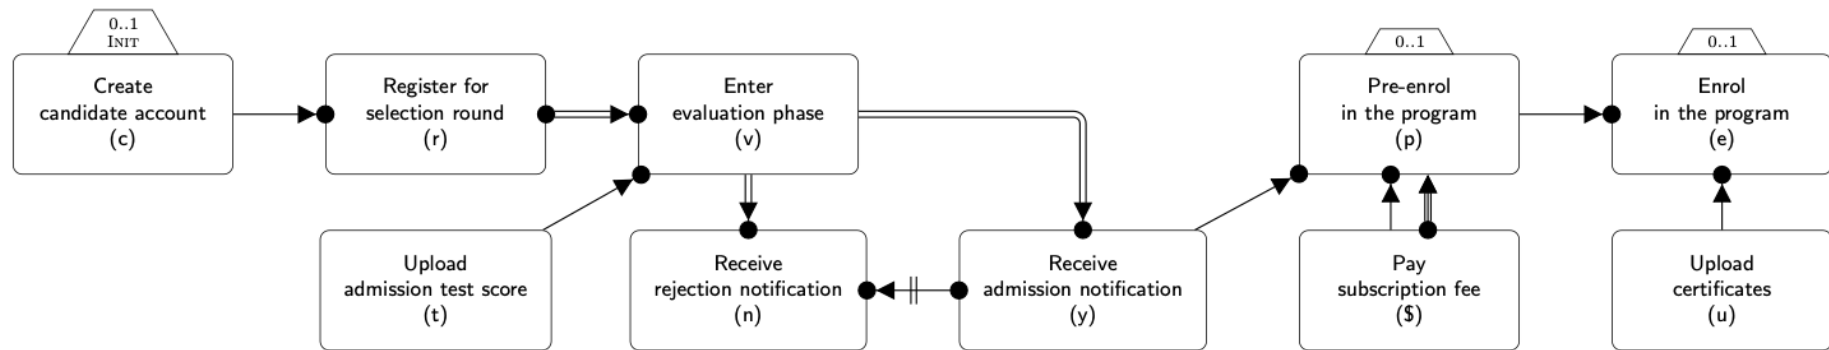 0..1
INIT
Create
candidate account
(c)
Register for
selection round
(r)
Enter
evaluation phase
(v)
0..1
Pre-enrol
in the program
(p)
0..1
Enrol
in the program
(e)
Upload
admission test score
(t)
Receive
rejection notification
(n)
Receive
admission notification
(y)
Pay
subscription fee
($)
Upload
certificates
(u)